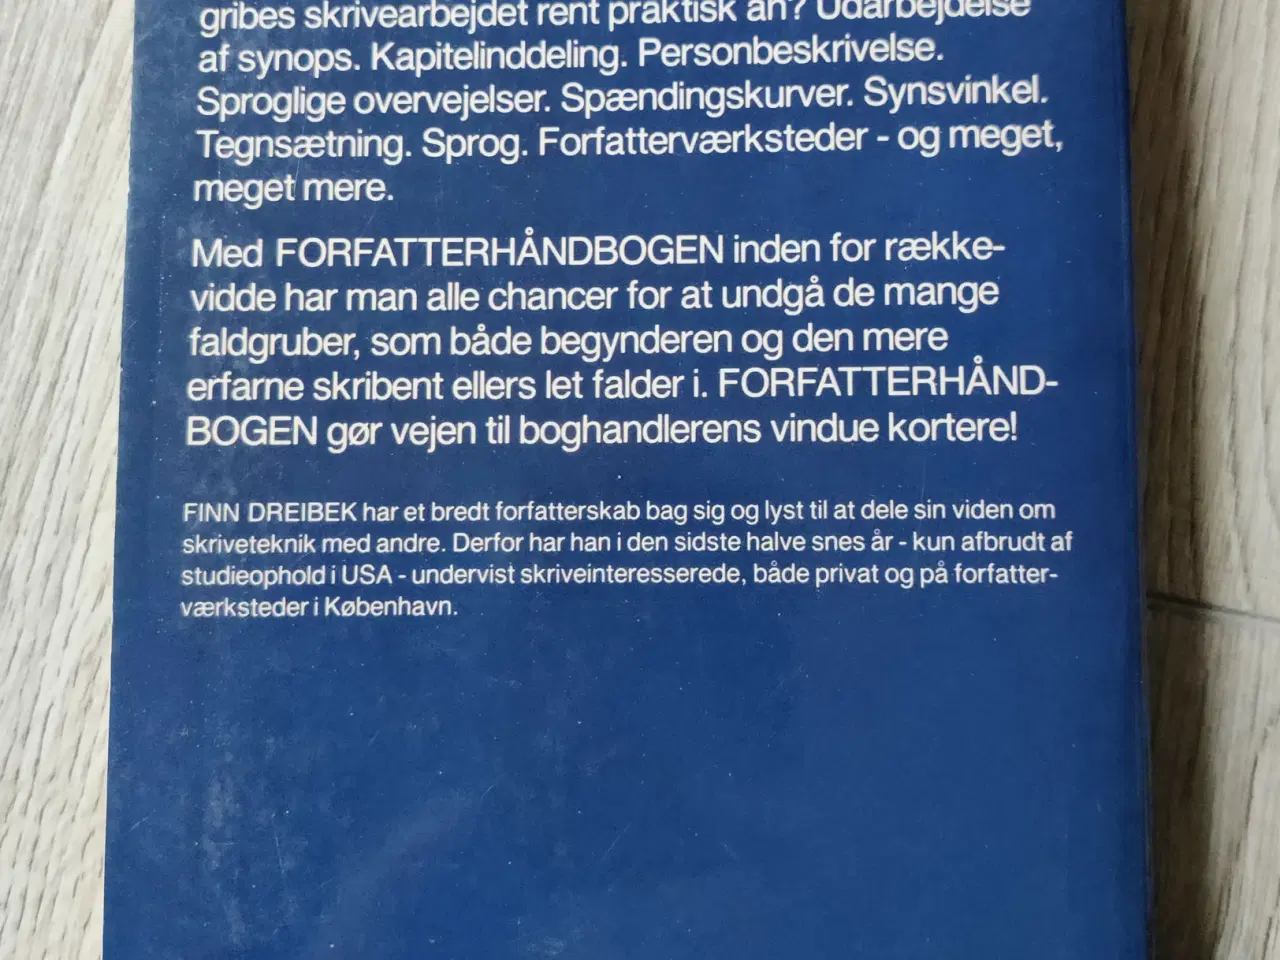 gribes skrivearbejdet rent praktisk an? Udarbejdelse
af synops. Kapitelinddeling. Personbeskrivelse.
Sproglige overvejelser. Spændingskurver. Synsvinkel.
Tegnsætning. Sprog. Forfatterværksteder - og meget,
meget mere.
Med FORFATTERHÅNDBOGEN inden for række-
vidde har man alle chancer for at undgå de mange
faldgruber, som både begynderen og den mere
erfarne skribent ellers let falder i. FORFATTERHÅND-
BOGEN gør vejen til boghandlerens vindue kortere!
FINN DREIBEK har et bredt forfatterskab bag sig og lyst til at dele sin viden om
skriveteknik med andre. Derfor har han i den sidste halve snes år - kun afbrudt af
studieophold i USA - undervist skriveinteresserede, både privat og på forfatter-
værksteder i København.